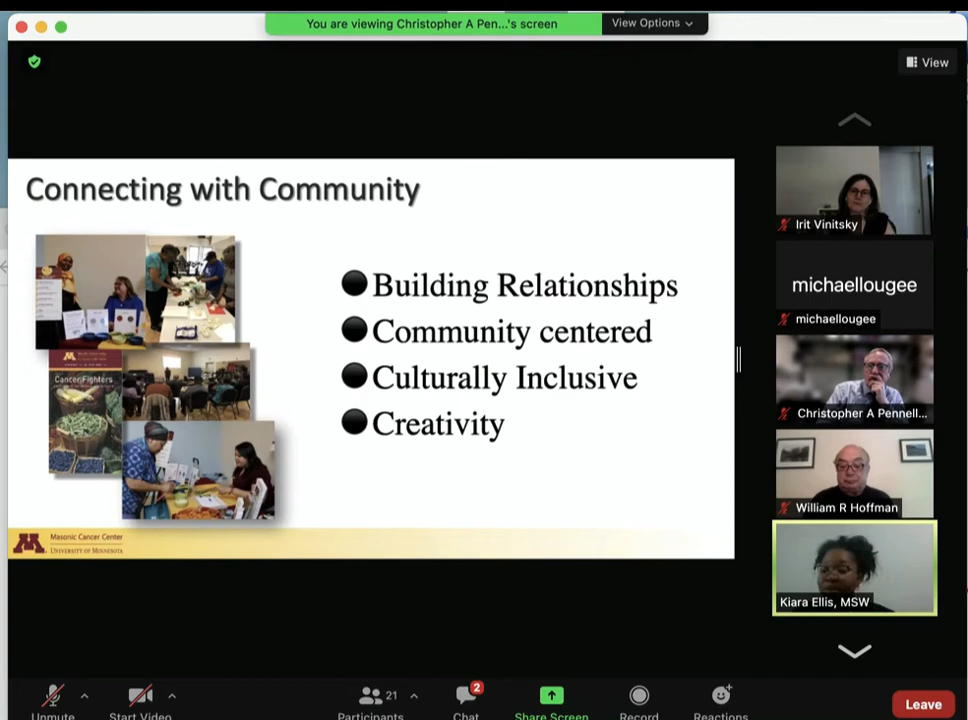 You are viewing Christopher A Pen...'s screen
View Options
View
Connecting with Community
Building Relationships
Community centered
Culturally Inclusive
Creativity
Cancer Fighters
M
Masonic Cancer Center
University of Minnesota
Irit Vinitsky
michaellougee
michaellougee
Christopher A Pennell...
William R Hoffman
Kiara Ellis, MSW
Unmute
Start Video
21
Participants
2
Chat
Share Screen
Record
Reactions
Leave